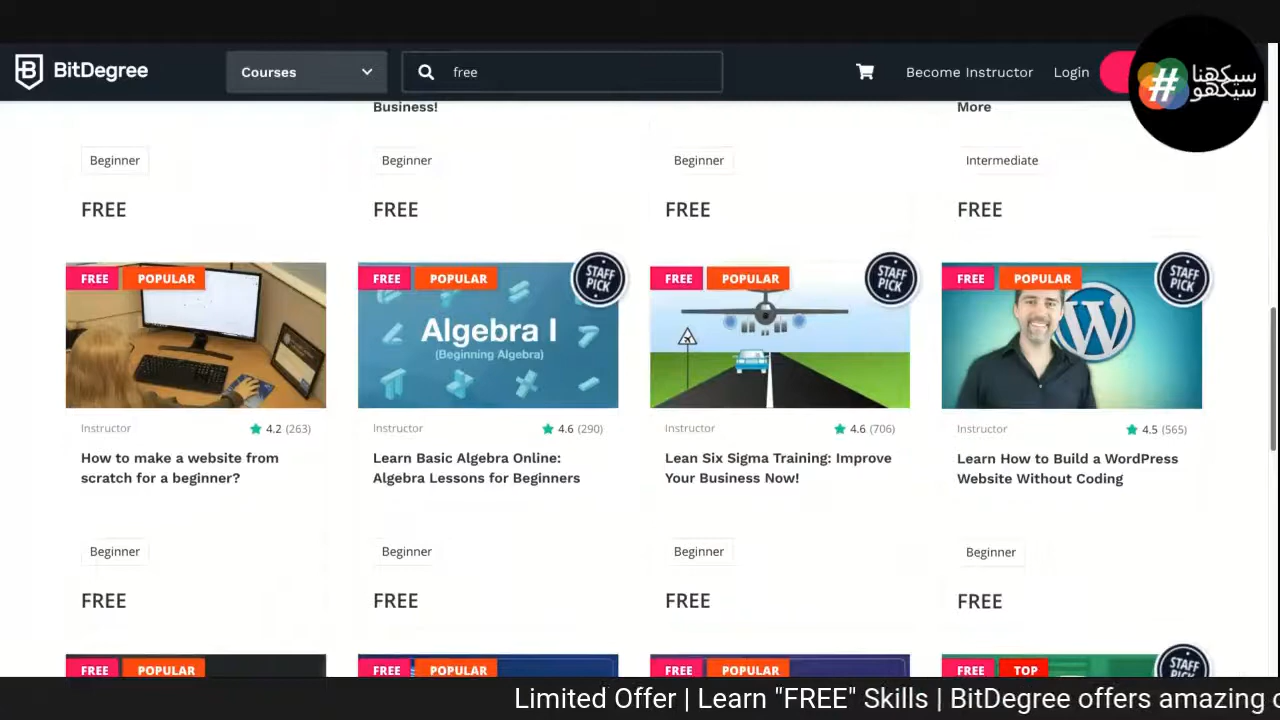 BitDegree
Courses
free
Become Instructor
Login
سیکھنا
سیکھو
#
Business!
More
Beginner
Beginner
Beginner
Intermediate
FREE
FREE
FREE
FREE
FREE POPULAR
FREE POPULAR STAFF PICK
FREE POPULAR STAFF PICK
FREE POPULAR STAFF PICK
Algebra I
(Beginning Algebra)
Instructor 4.2 (263)
Instructor 4.6 (290)
Instructor 4.6 (706)
Instructor 4.5 (565)
How to make a website from
scratch for a beginner?
Learn Basic Algebra Online:
Algebra Lessons for Beginners
Lean Six Sigma Training: Improve
Your Business Now!
Learn How to Build a WordPress
Website Without Coding
Beginner
Beginner
Beginner
Beginner
FREE
FREE
FREE
FREE
FREE POPULAR
FREE POPULAR
FREE POPULAR
FREE TOP STAFF PICK
Limited Offer | Learn "FREE" Skills | BitDegree offers amazing